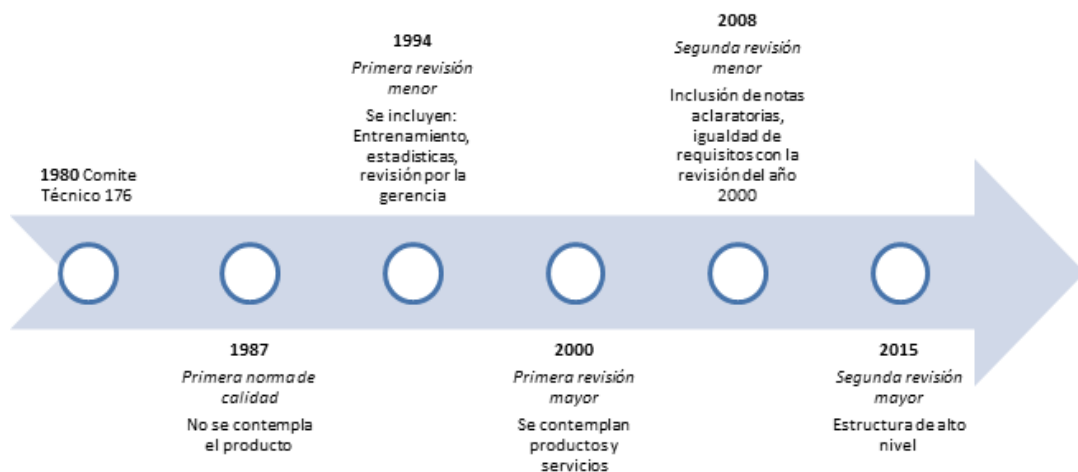 1980 Comite
Técnico 176
1987
Primera norma de
calidad
No se contempla
el producto
1994
Primera revisión
menor
Se incluyen:
Entrenamiento,
estadisticas,
revisión por la
gerencia
2000
Primera revisión
mayor
Se contemplan
productos y
servicios
2008
Segunda revisión
menor
Inclusión de notas
aclaratorias,
igualdad de
requisitos con la
revisión del año
2000
2015
Segunda revisión
mayor
Estructura de alto
nivel